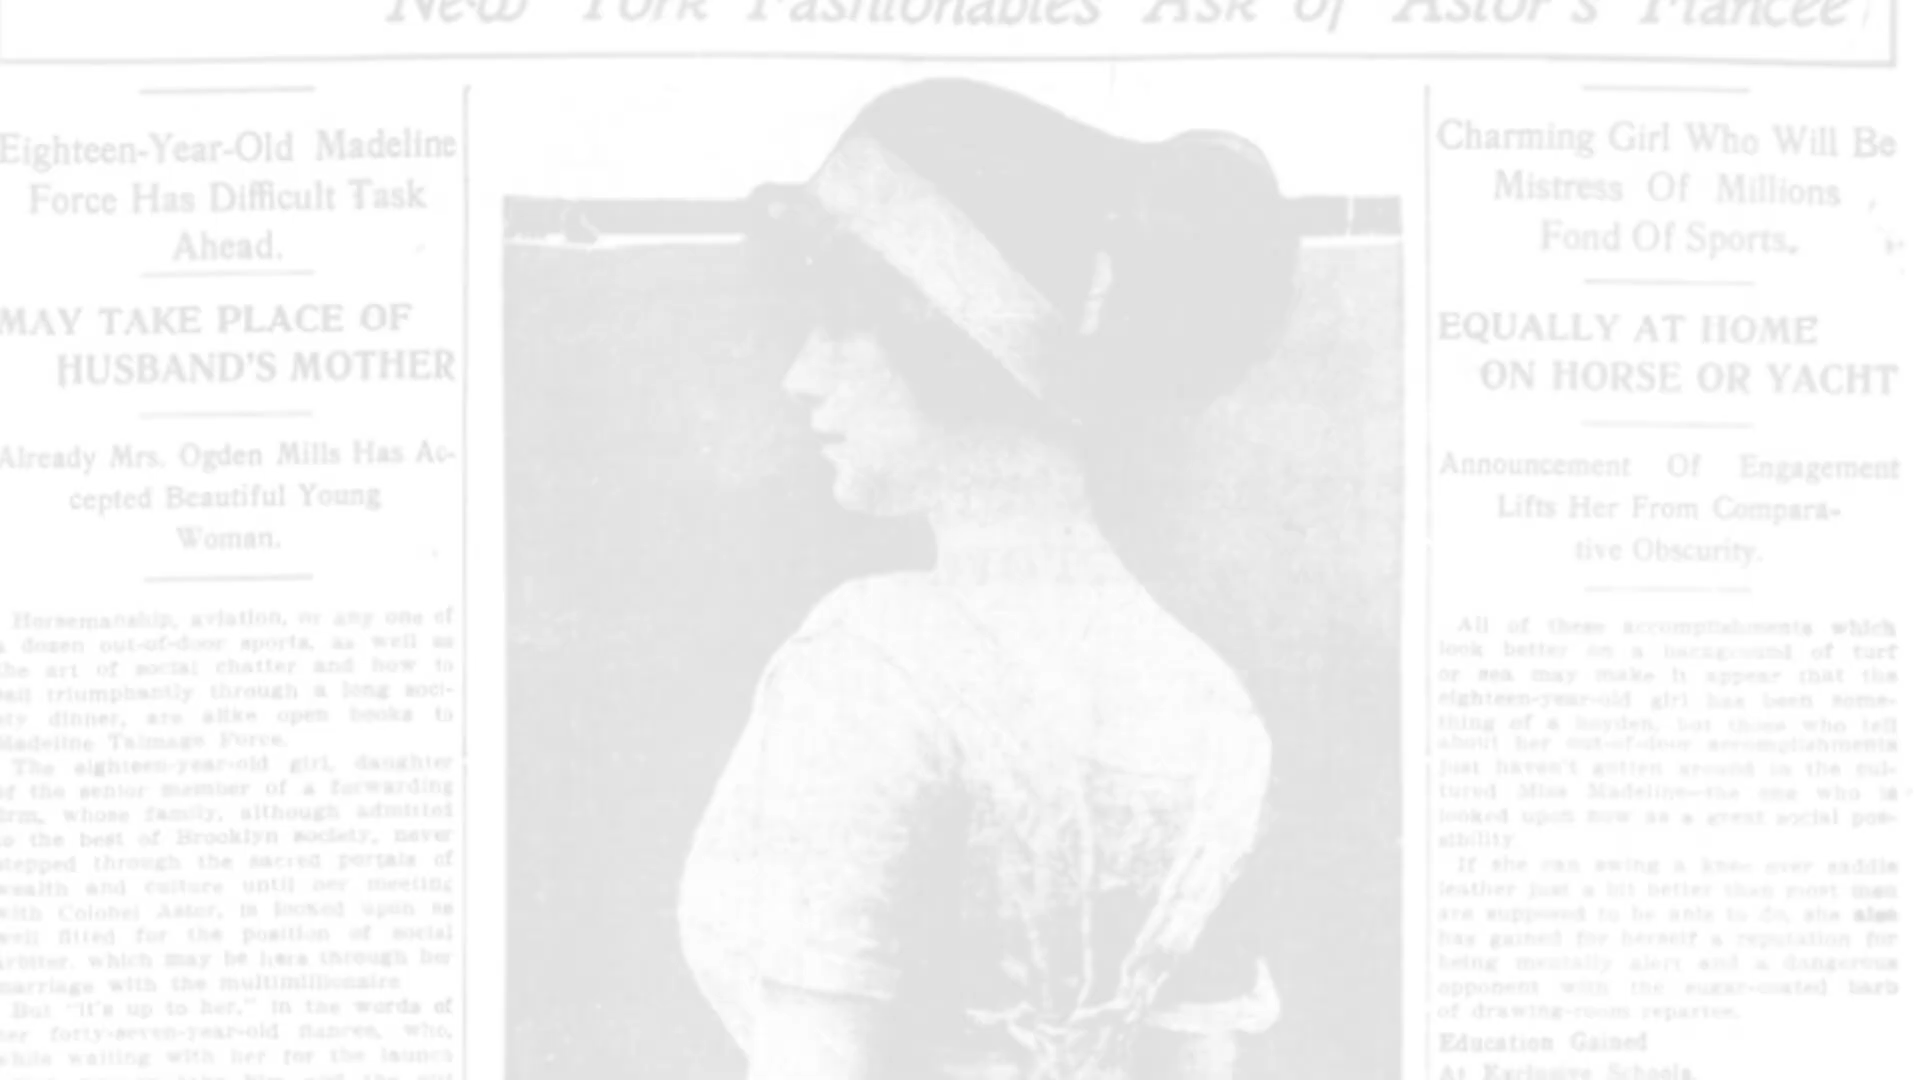 New York Fashionables Ask of Astor's Fiancée
Eighteen-Year-Old Madeline
Force Has Difficult Task
Ahead.
MAY TAKE PLACE OF
HUSBAND'S MOTHER
Already Mrs. Ogden Mills Has Ac-
cepted Beautiful Young
Woman.
Horsemanship, aviation, or any one of
a dozen out-of-door sports, as well as
the art of social chatter and how to
sail triumphantly through a long soci-
ety dinner, are alike open books to
Madeline Talmage Force.
The eighteen-year-old girl, daughter
of the senior member of a forwarding
firm, whose family, although admitted
to the best of Brooklyn society, never
stepped through the sacred portals of
wealth and culture until her meeting
with Colonel Astor, is looked upon as
well fitted for the position of social
arbiter, which may be hers through her
marriage with the multimillionaire
But "it's up to her," in the words of
her forty-seven-year-old fiancee, who,
while waiting with her for the launch
Charming Girl Who Will Be
Mistress Of Millions
Fond Of Sports.
EQUALLY AT HOME
ON HORSE OR YACHT
Announcement Of Engagement
Lifts Her From Compara-
tive Obscurity.
All of these accomplishments which
look better on a background of turf
or sea may make it appear that the
eighteen-year-old girl has been some-
thing of a hoyden, but those who tell
about her out-of-door accomplishments
just haven't gotten around to the cul-
tured Miss Madeline—the one who is
looked upon now as a great social pos-
sibility.
If she can swing a knee over saddle
leather just a bit better than most men
are supposed to be able to do, she also
has gained for herself a reputation for
being mentally alert and a dangerous
opponent with the sugar-coated barb
of drawing-room repartee.
Education Gained
At Exclusive Schools.